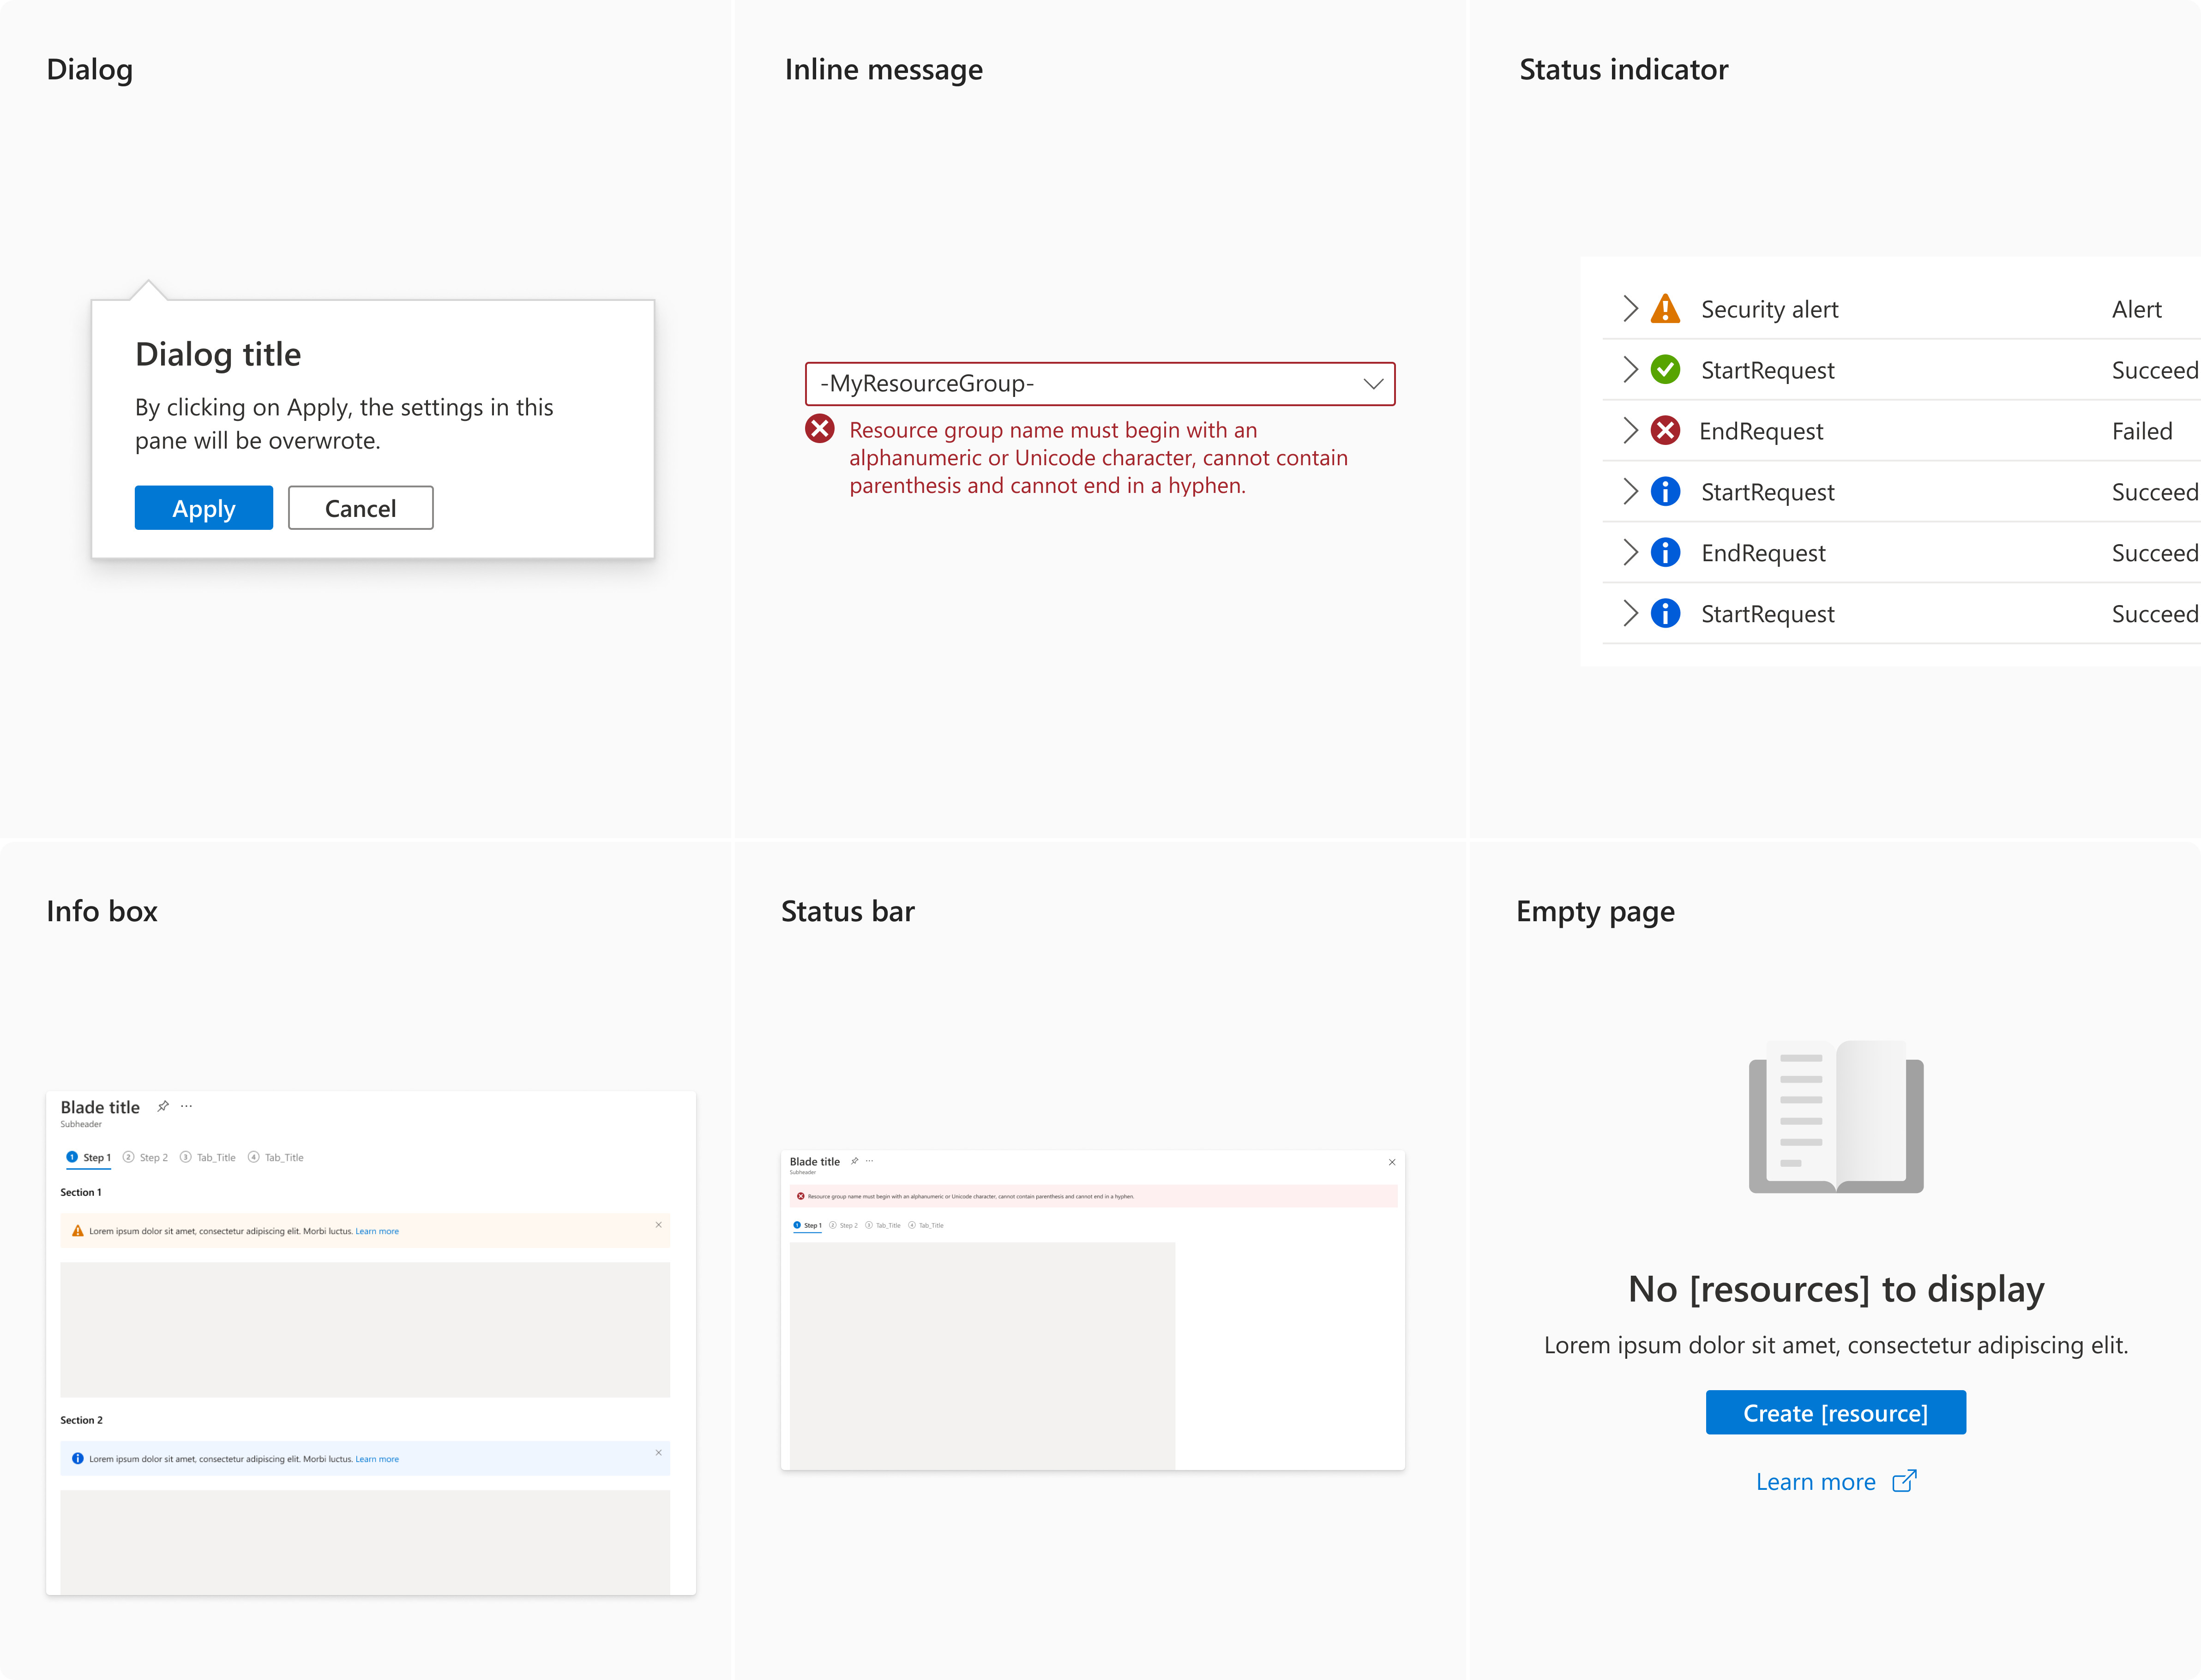 Dialog
Dialog title
By clicking on Apply, the settings in this
pane will be overwrote.
Apply
Cancel
Inline message
-MyResourceGroup-
Resource group name must begin with an
alphanumeric or Unicode character, cannot contain
parenthesis and cannot end in a hyphen.
Status indicator
Security alert Alert
StartRequest Succeed
EndRequest Failed
StartRequest Succeed
EndRequest Succeed
StartRequest Succeed
Info box
Blade title ···
Subheader
1 Step 1 2 Step 2 3 Tab_Title 4 Tab_Title
Section 1
Lorem ipsum dolor sit amet, consectetur adipiscing elit. Morbi luctus. Learn more
Section 2
Lorem ipsum dolor sit amet, consectetur adipiscing elit. Morbi luctus. Learn more
Status bar
Blade title ···
Subheader
Resource group name must begin with an alphanumeric or Unicode character, cannot contain parenthesis and cannot end in a hyphen.
1 Step 1 2 Step 2 3 Tab_Title 4 Tab_Title
Empty page
No [resources] to display
Lorem ipsum dolor sit amet, consectetur adipiscing elit.
Create [resource]
Learn more